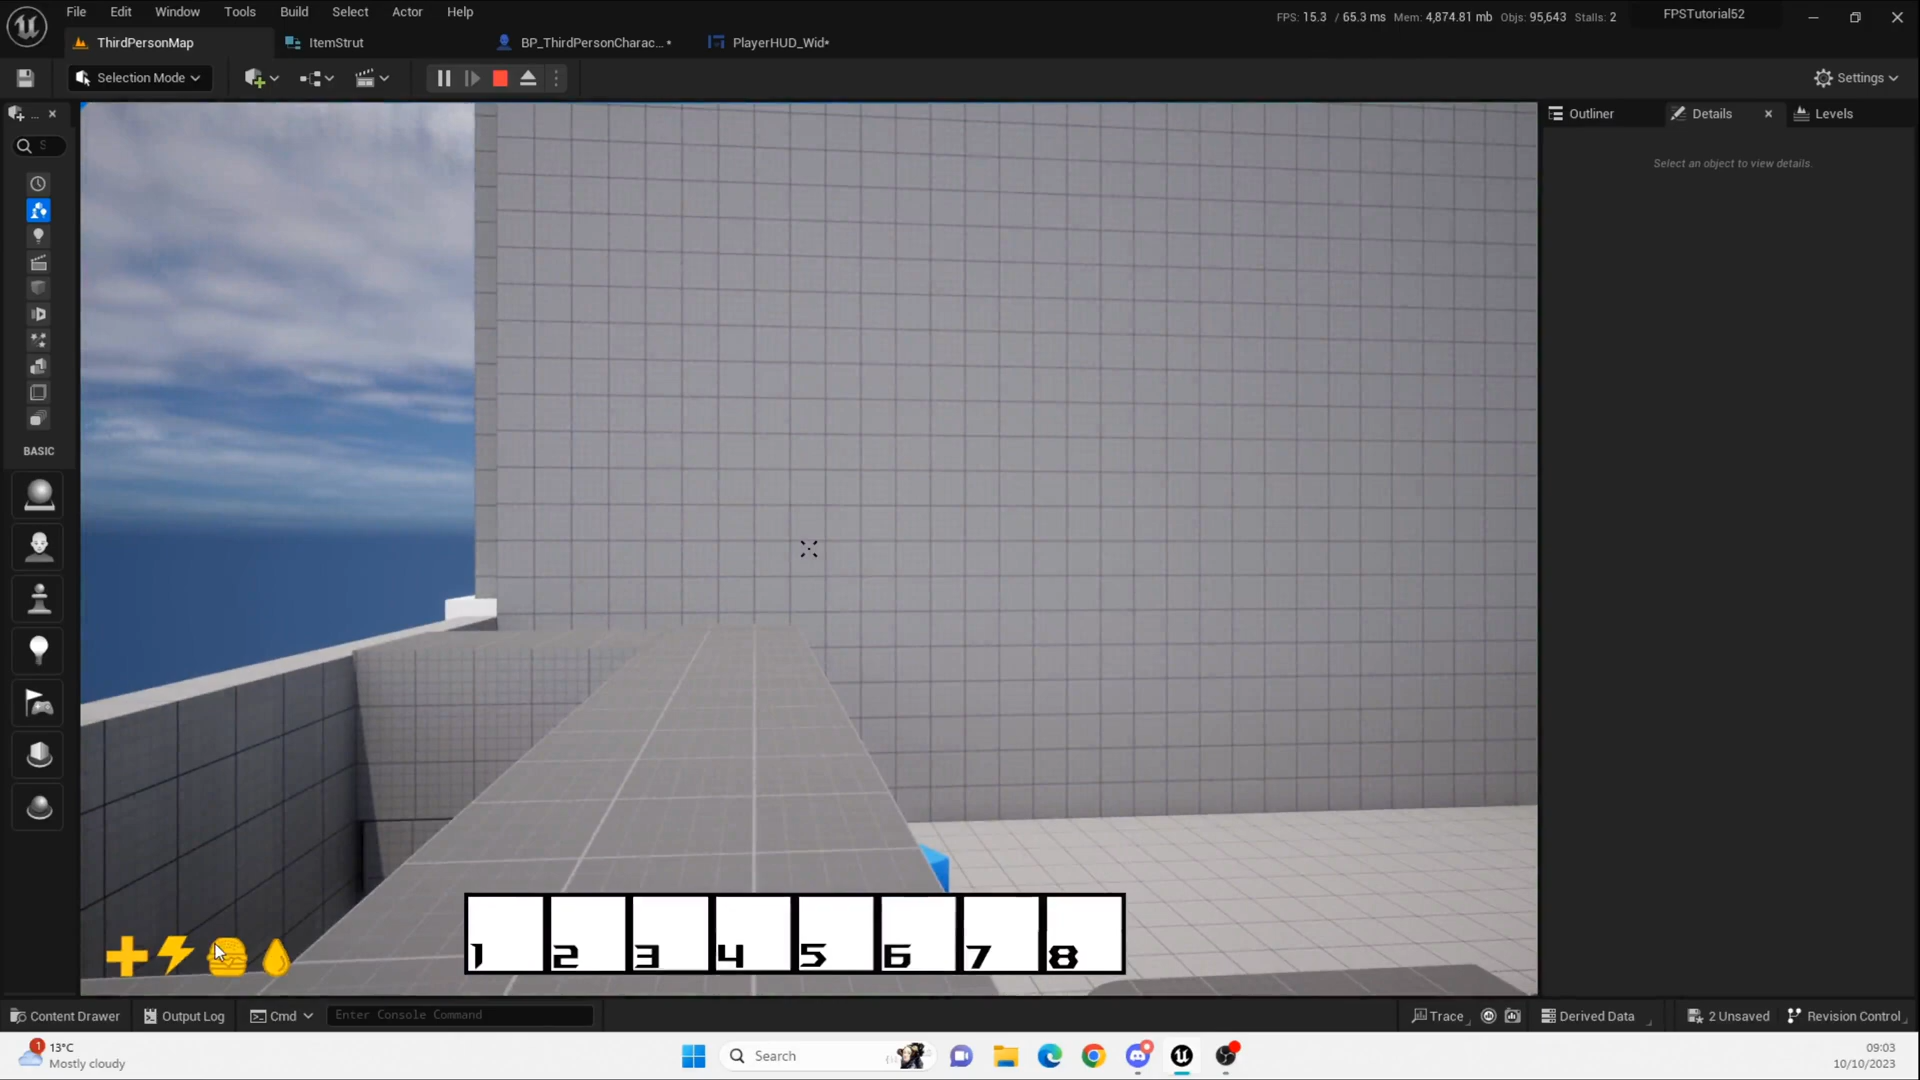 File Edit Window Tools Build Select Actor Help
FPS: 15.3 / 65.3 ms Mem: 4,874.81 mb Objs: 95,643 Stalls: 2
FPSTutorial52
ThirdPersonMap
ItemStrut
BP_ThirdPersonCharac...•
PlayerHUD_Wid•
Selection Mode
Settings
...
Outliner
Details
Levels
S
Select an object to view details.
BASIC
1 2 3 4 5 6 7 8
Content Drawer
Output Log
Cmd
Enter Console Command
Trace
Derived Data
2 Unsaved
Revision Control
1
13°C
Mostly cloudy
Search
09:03
10/10/2023